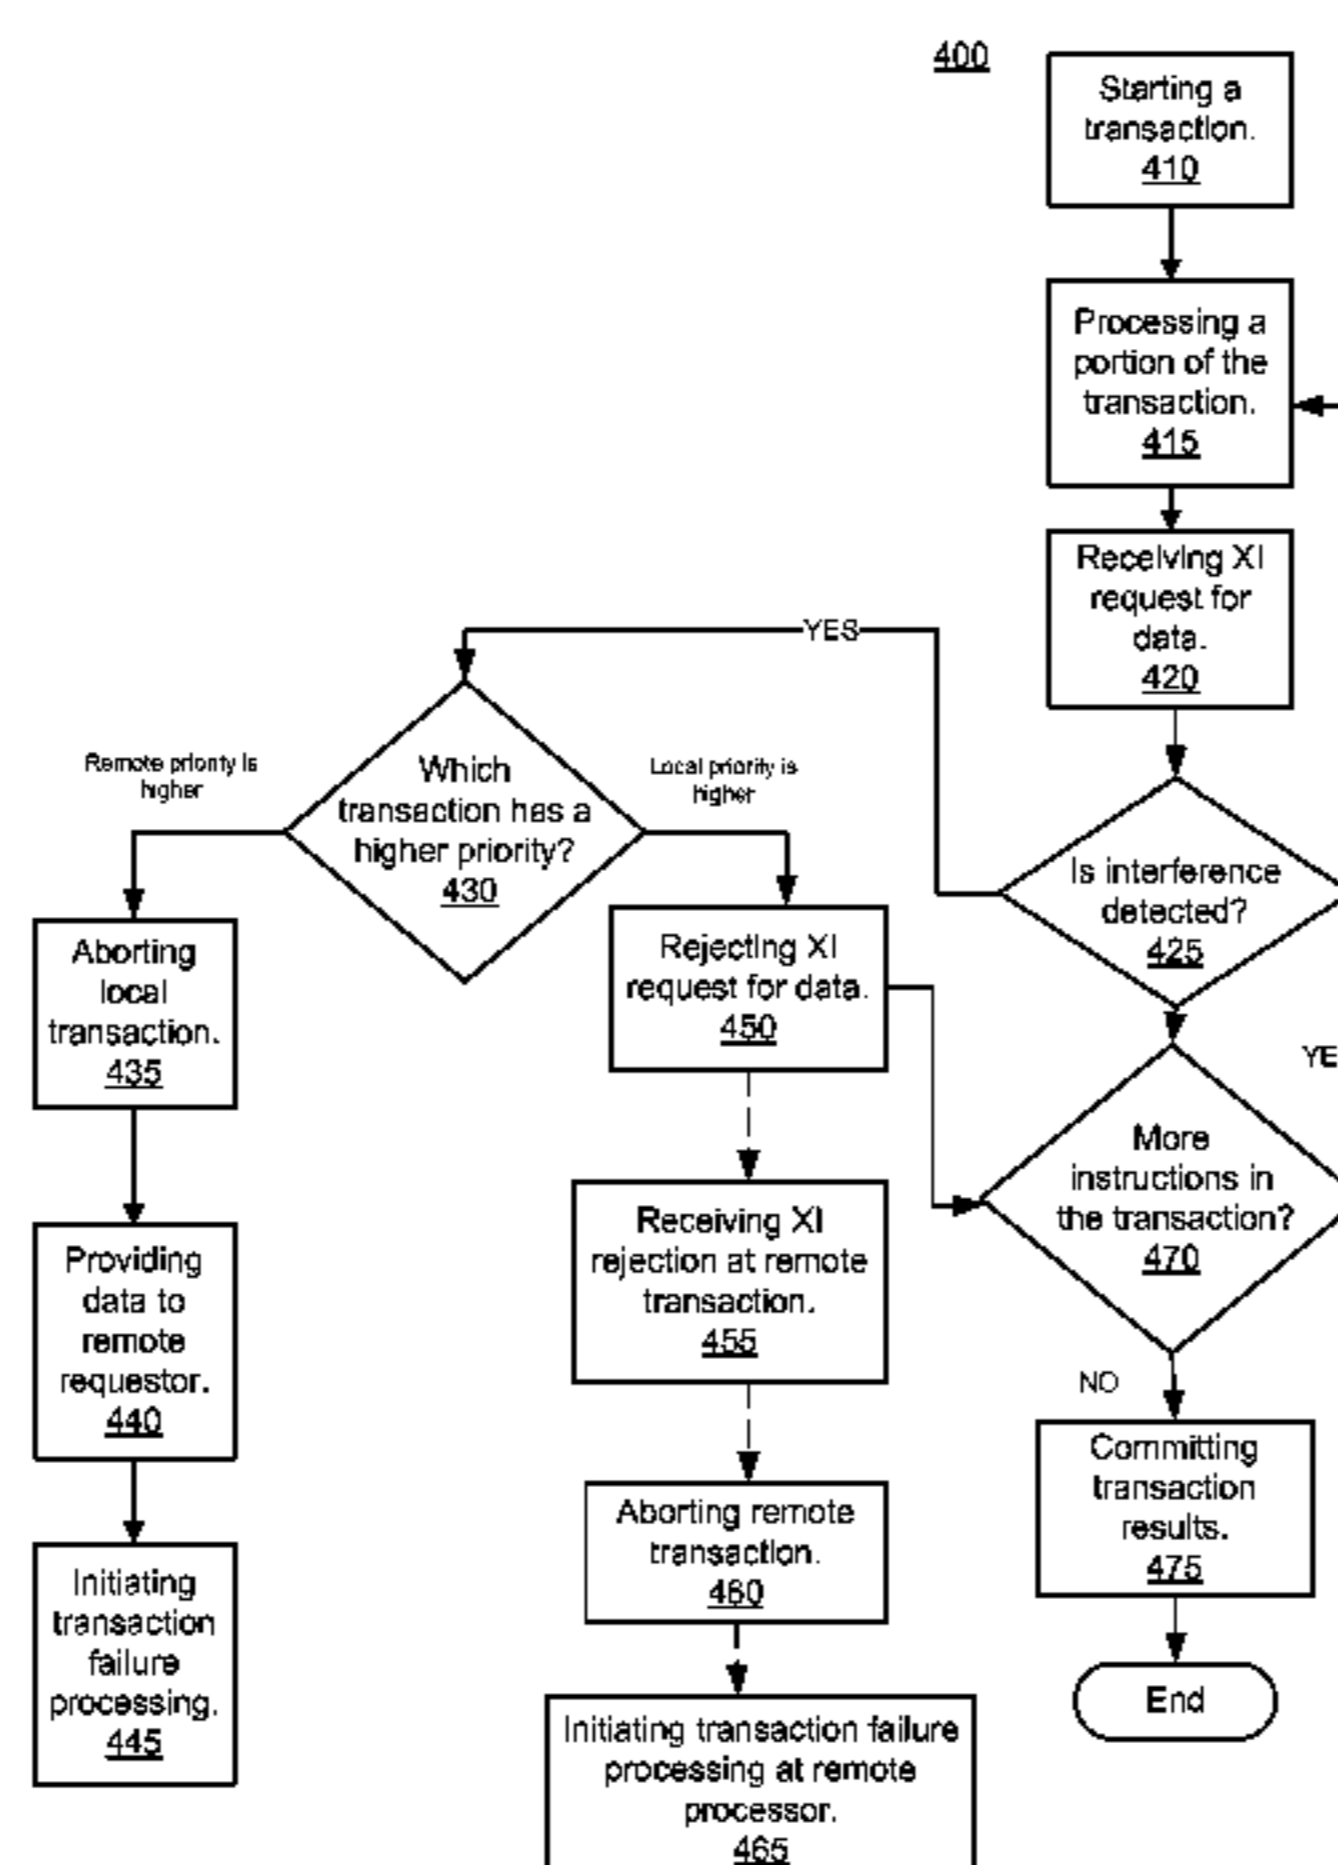 400
Starting a
transaction.
410
Processing a
portion of the
transaction.
415
Receiving XI
request for
data.
420
YES
Is interference
detected?
425
Which
transaction has a
higher priority?
430
Remote priority is
higher
Local priority is
higher
Aborting
local
transaction.
435
Providing
data to
remote
requestor.
440
Initiating
transaction
failure
processing.
445
Rejecting XI
request for data.
450
Receiving XI
rejection at remote
transaction.
455
Aborting remote
transaction.
460
Initiating transaction failure
processing at remote
processor.
465
YE
More
instructions in
the transaction?
470
NO
Committing
transaction
results.
475
End